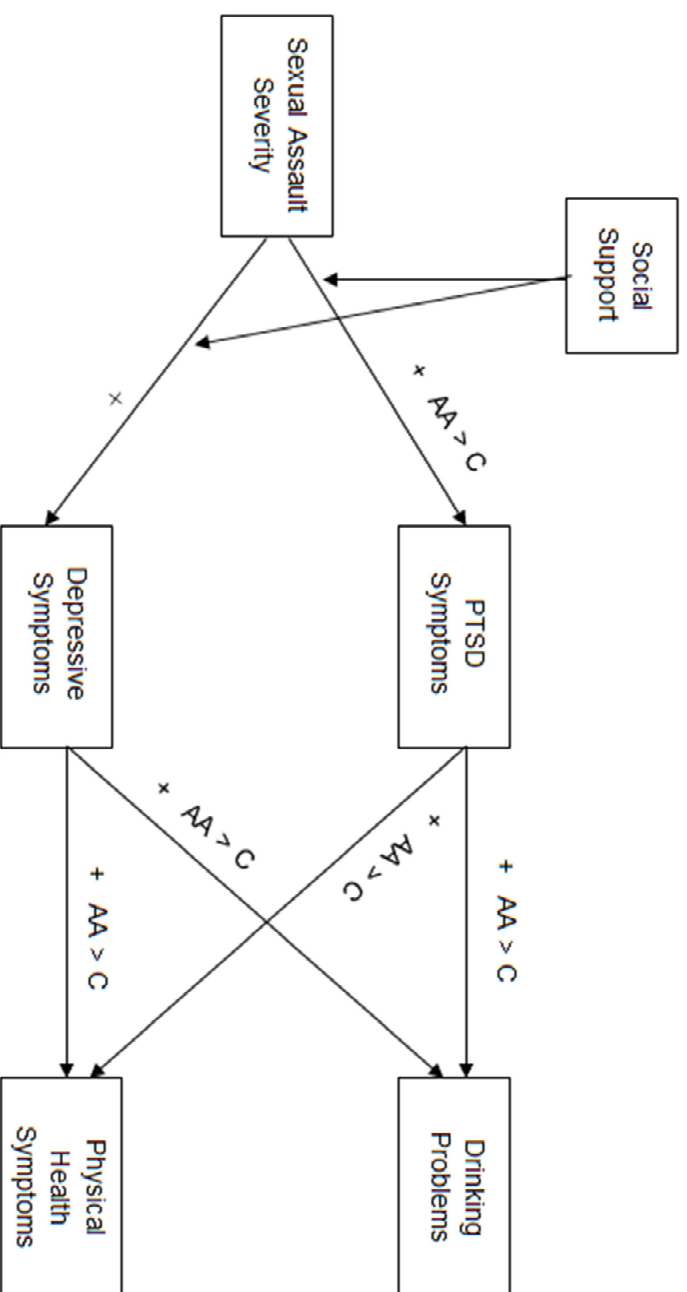 Social
Support
Sexual Assault
Severity
+ AA > C
+
PTSD
Symptoms
Depressive
Symptoms
+ AA > C
+ AA > C
+ AA > C
+ AA > C
Drinking
Problems
Physical
Health
Symptoms